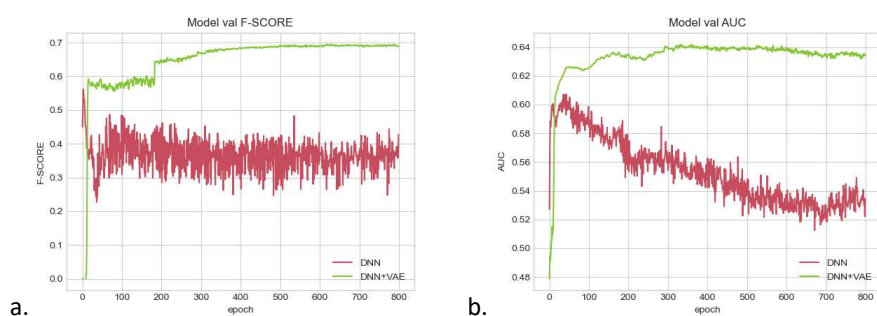 Model val F-SCORE
0.7
0.6
0.5
0.4
0.3
0.2
0.1
0.0
F-SCORE
0 100 200 300 400 500 600 700 800
epoch
DNN
DNN+VAE
a.
Model val AUC
0.64
0.62
0.60
0.58
0.56
0.54
0.52
0.50
0.48
AUC
0 100 200 300 400 500 600 700 800
epoch
DNN
DNN+VAE
b.